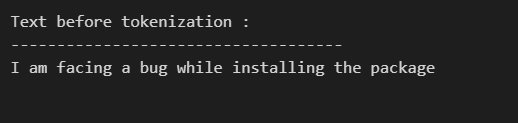 Text before tokenization :
------------------------------------
I am facing a bug while installing the package